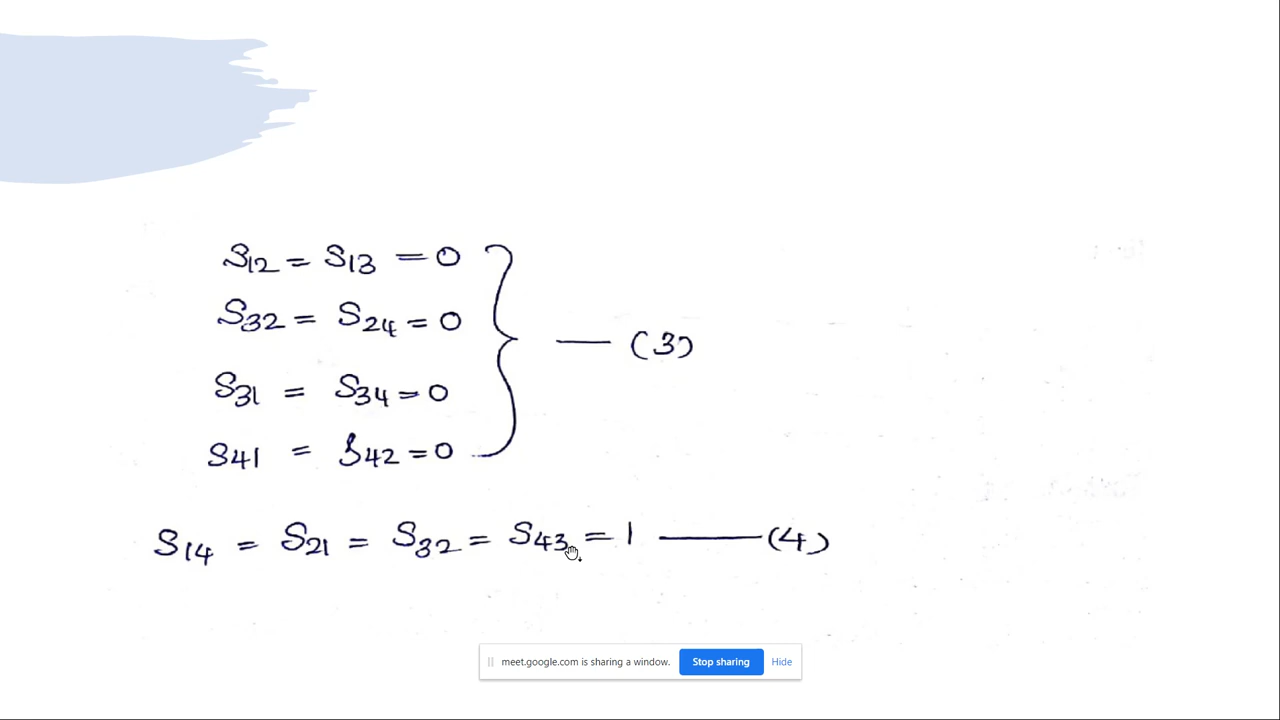 S12 = S13 = 0
S32 = S24 = 0
S31 = S34 = 0
S41 = S42 = 0
— (3)
S14 = S21 = S32 = S43 = 1 —— (4)
meet.google.com is sharing a window. Stop sharing Hide